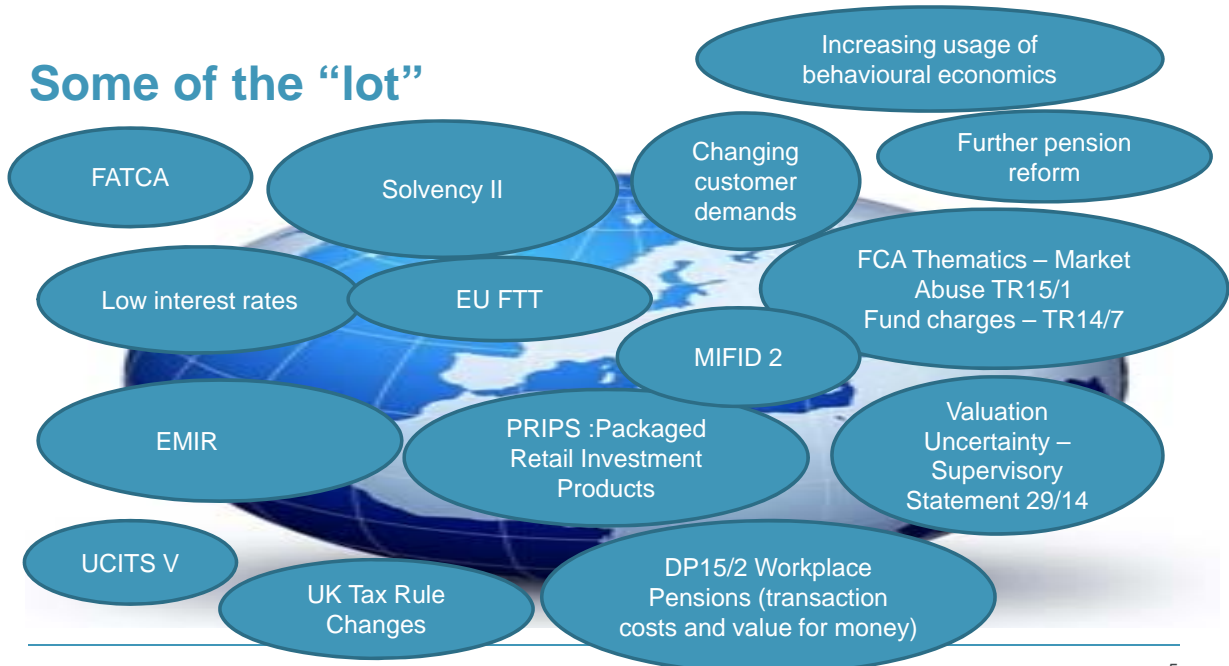 Some of the “lot”
Increasing usage of
behavioural economics
FATCA
Solvency II
Changing
customer
demands
Further pension
reform
Low interest rates
EU FTT
FCA Thematics – Market
Abuse TR15/1
Fund charges – TR14/7
MIFID 2
EMIR
PRIPS :Packaged
Retail Investment
Products
Valuation
Uncertainty –
Supervisory
Statement 29/14
UCITS V
UK Tax Rule
Changes
DP15/2 Workplace
Pensions (transaction
costs and value for money)